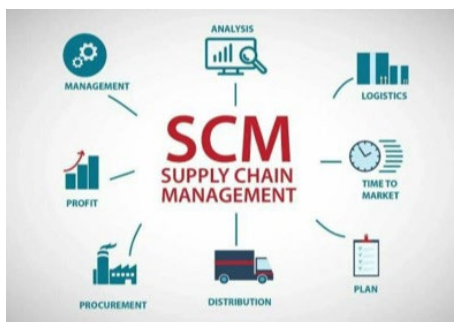 ANALYSIS
MANAGEMENT
LOGISTICS
SCM
SUPPLY CHAIN
MANAGEMENT
PROFIT
TIME TO
MARKET
PROCUREMENT
DISTRIBUTION
PLAN